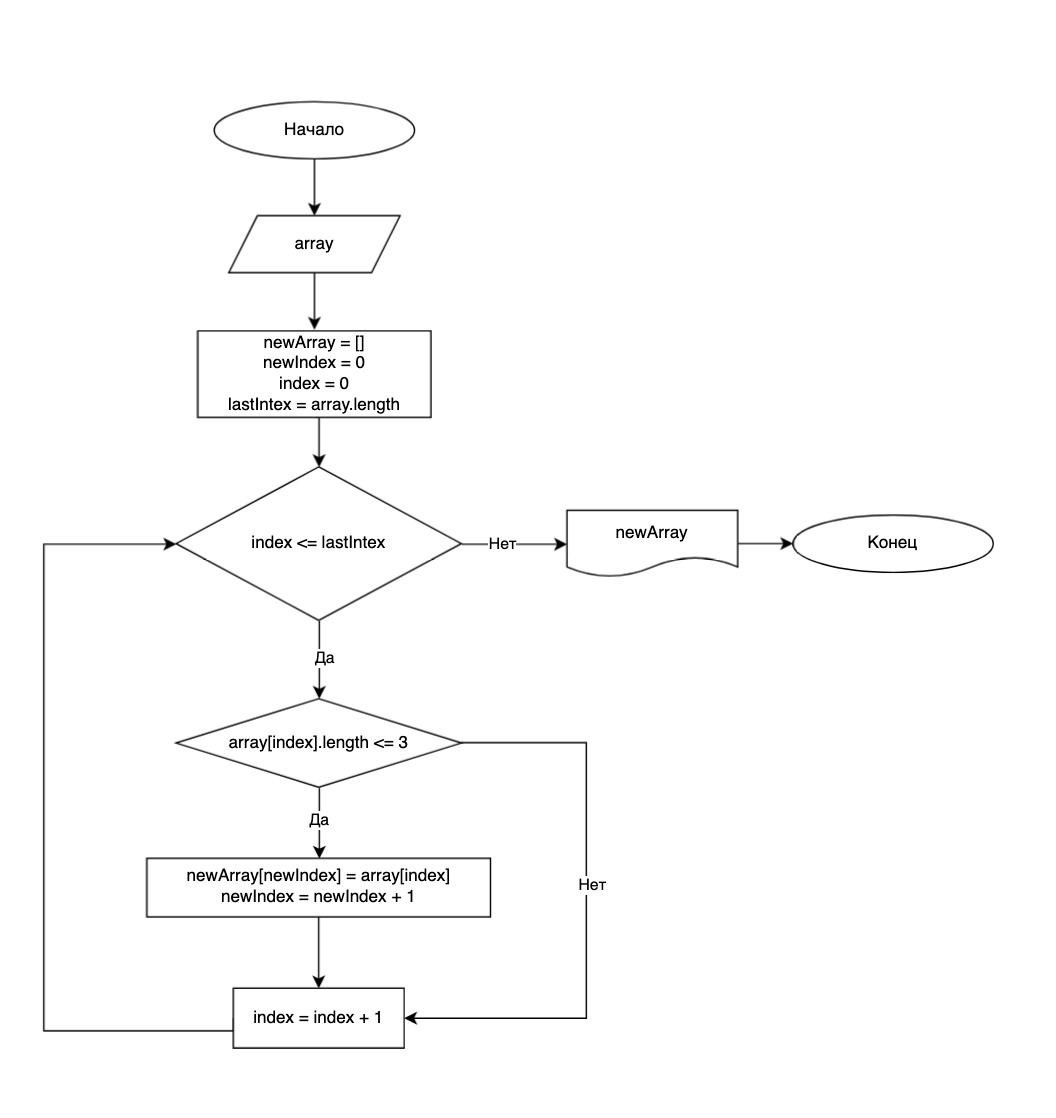 Начало
array
newArray = []
newIndex = 0
index = 0
lastIntex = array.length
index <= lastIntex
Нет
newArray
Конец
Да
array[index].length <= 3
Да
newArray[newIndex] = array[index]
newIndex = newIndex + 1
Нет
index = index + 1